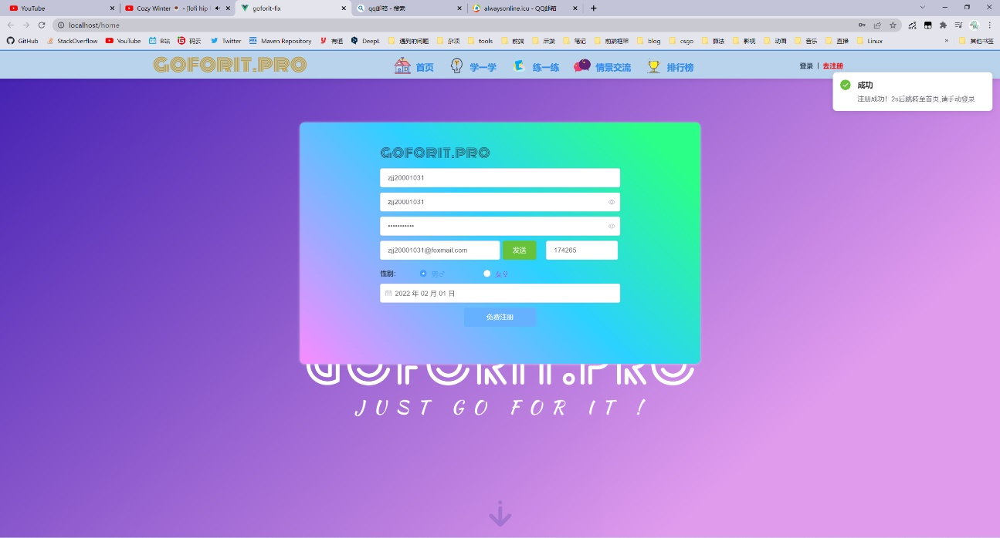 YouTube
Cozy Winter ☕ - [lofi hip
goforit-fix
qq邮箱 - 搜索
alwaysonline.icu - QQ邮箱
localhost/home
GitHub StackOverflow YouTube B站 码云 Twitter Maven Repository 有道 DeepL 遇到的问题 杂项 tools 前端 后端 笔记 前端框架 blog csgo 算法 影视 动画 音乐 直播 Linux » 其他书签
GOFORIT.PRO 首页 学一学 练一练 情景交流 排行榜 登录 | 去注册
成功
注册成功！2s后跳转至首页,请手动登录
GOFORIT.PRO
zjj20001031
zjj20001031
•••••••••••
zjj20001031@foxmail.com 发送 174265
性别: 男♂ 女♀
2022 年 02 月 01 日
免费注册
GOFORIT.PRO
JUST GO FOR IT !